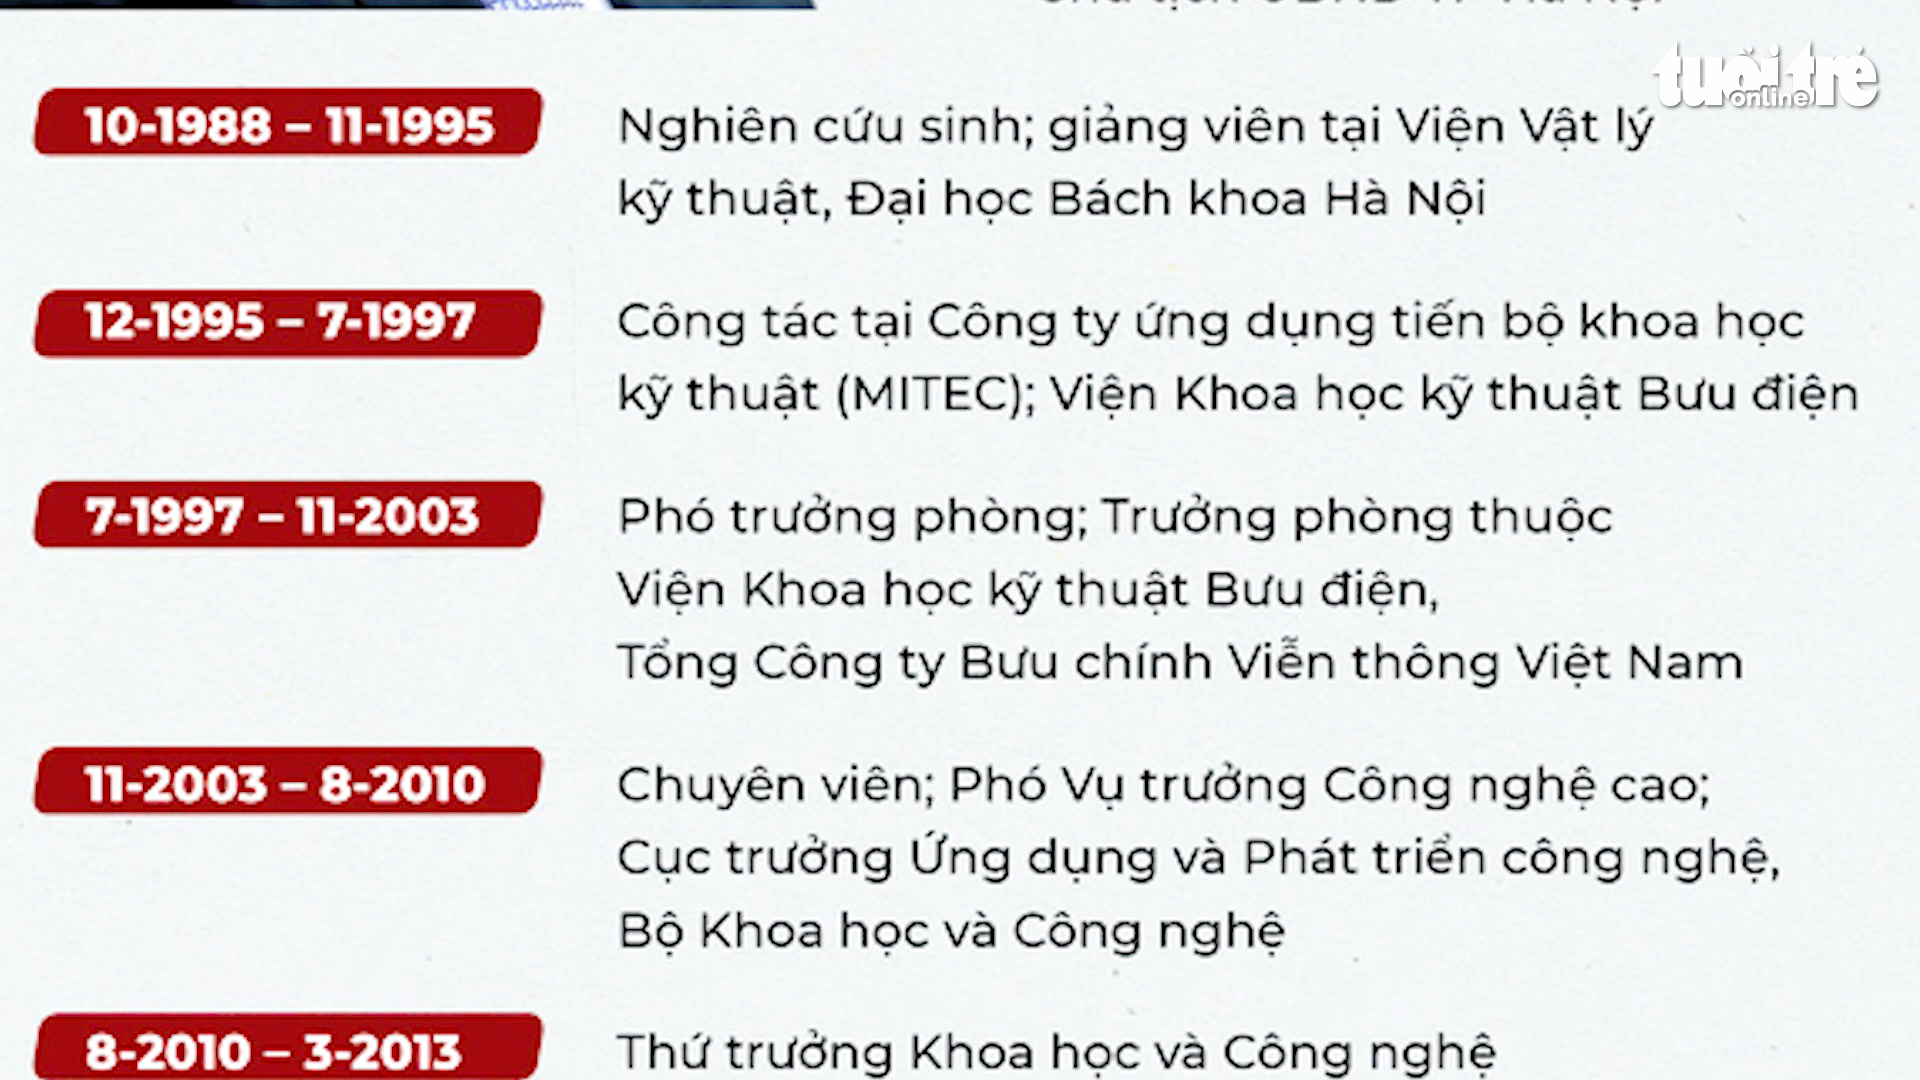 tuổi trẻ
online
10-1988 – 11-1995
Nghiên cứu sinh; giảng viên tại Viện Vật lý
kỹ thuật, Đại học Bách khoa Hà Nội
12-1995 – 7-1997
Công tác tại Công ty ứng dụng tiến bộ khoa học
kỹ thuật (MITEC); Viện Khoa học kỹ thuật Bưu điện
7-1997 – 11-2003
Phó trưởng phòng; Trưởng phòng thuộc
Viện Khoa học kỹ thuật Bưu điện,
Tổng Công ty Bưu chính Viễn thông Việt Nam
11-2003 – 8-2010
Chuyên viên; Phó Vụ trưởng Công nghệ cao;
Cục trưởng Ứng dụng và Phát triển công nghệ,
Bộ Khoa học và Công nghệ
8-2010 – 3-2013
Thứ trưởng Khoa học và Công nghệ